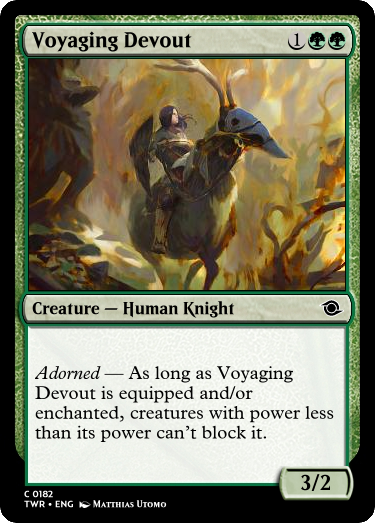 Voyaging Devout 1
Creature — Human Knight
Adorned — As long as Voyaging
Devout is equipped and/or
enchanted, creatures with power less
than its power can't block it.
3/2
C 0182
TWR • ENG Matthias Utomo